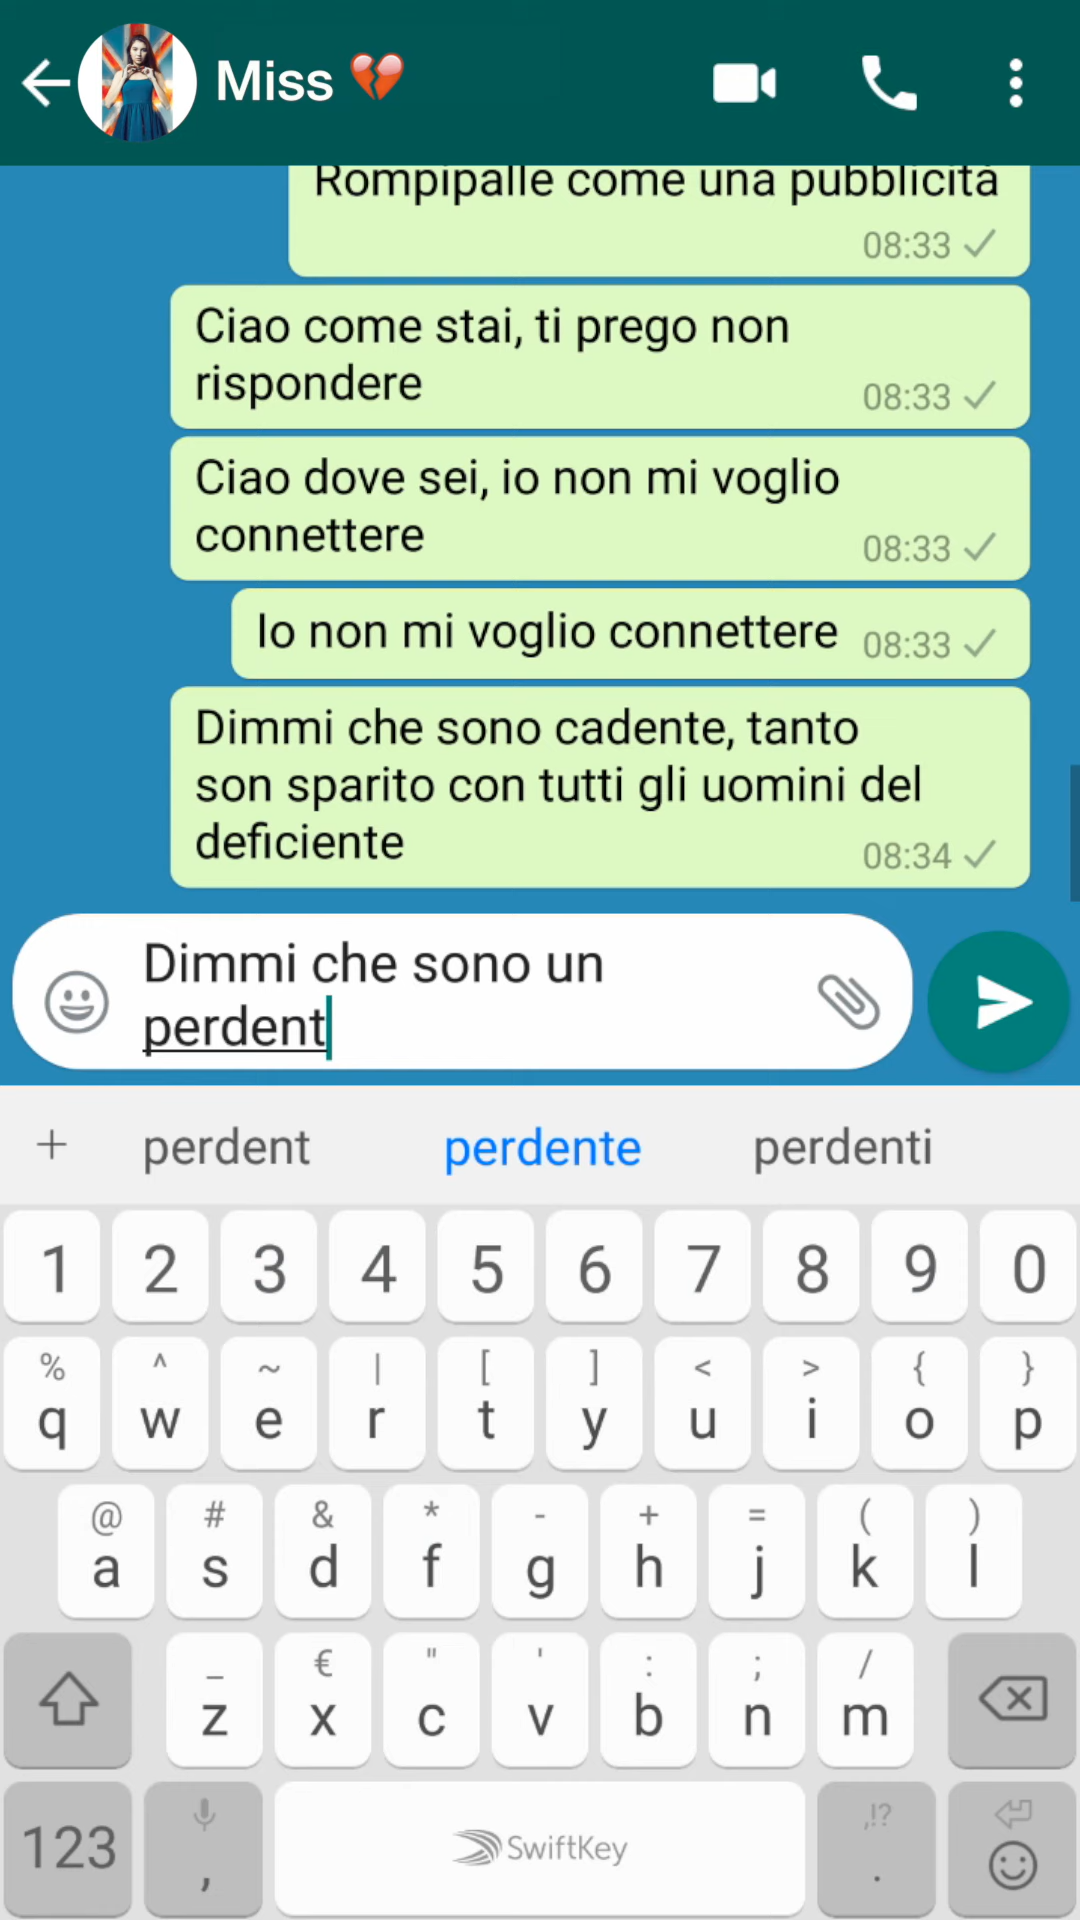 Miss 💔
Rompipalle come una pubblicità
08:33
Ciao come stai, ti prego non
rispondere
08:33
Ciao dove sei, io non mi voglio
connettere
08:33
Io non mi voglio connettere
08:33
Dimmi che sono cadente, tanto
son sparito con tutti gli uomini del
deficiente
08:34
Dimmi che sono un
perdent
+ perdent perdente perdenti
1 2 3 4 5 6 7 8 9 0
% ^ ~ | [ ] < > { }
q w e r t y u i o p
@ # & * - + = ( )
a s d f g h j k l
_ € " ' : ; /
z x c v b n m
,!?
123 , SwiftKey .